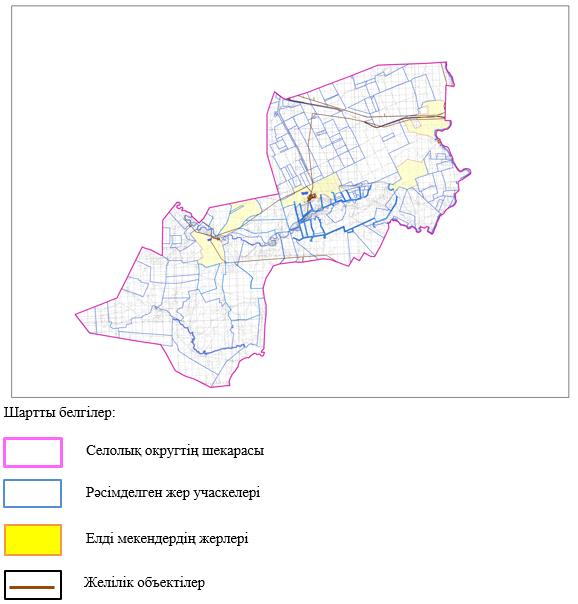 Шартты белгілер:
Селолық округтің шекарасы
Рәсімделген жер учаскелері
Елді мекендердің жерлері
Желілік объектілер